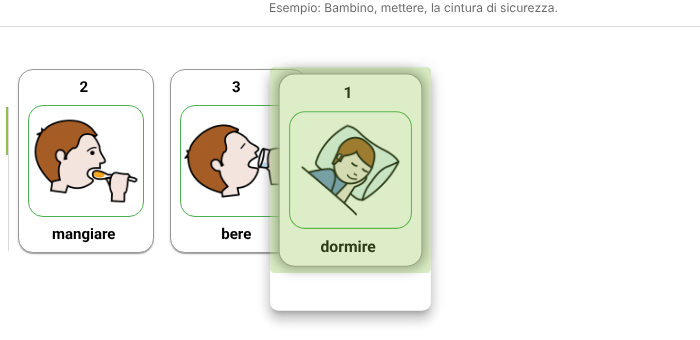 Esempio: Bambino, mettere, la cintura di sicurezza.
2
mangiare
3
bere
1
dormire